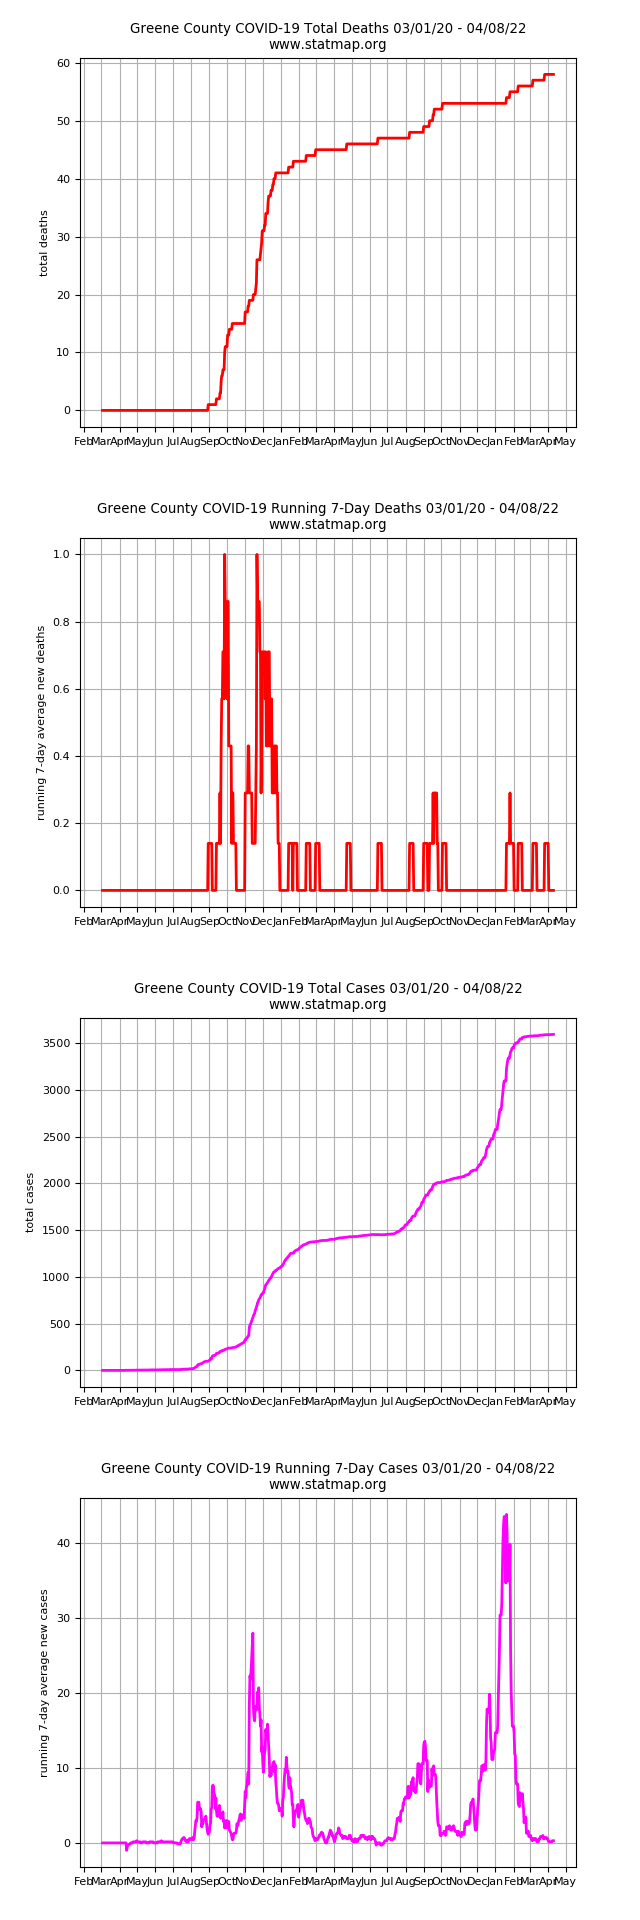 Greene County COVID-19 Total Deaths 03/01/20 - 04/08/22
www.statmap.org
60
50
40
30
20
10
0
total deaths
Feb Mar Apr May Jun Jul Aug Sep Oct Nov Dec Jan Feb Mar Apr May Jun Jul Aug Sep Oct Nov Dec Jan Feb Mar Apr May
Greene County COVID-19 Running 7-Day Deaths 03/01/20 - 04/08/22
www.statmap.org
1.0
0.8
0.6
0.4
0.2
0.0
running 7-day average new deaths
Feb Mar Apr May Jun Jul Aug Sep Oct Nov Dec Jan Feb Mar Apr May Jun Jul Aug Sep Oct Nov Dec Jan Feb Mar Apr May
Greene County COVID-19 Total Cases 03/01/20 - 04/08/22
www.statmap.org
3500
3000
2500
2000
1500
1000
500
0
total cases
Feb Mar Apr May Jun Jul Aug Sep Oct Nov Dec Jan Feb Mar Apr May Jun Jul Aug Sep Oct Nov Dec Jan Feb Mar Apr May
Greene County COVID-19 Running 7-Day Cases 03/01/20 - 04/08/22
www.statmap.org
40
30
20
10
0
running 7-day average new cases
Feb Mar Apr May Jun Jul Aug Sep Oct Nov Dec Jan Feb Mar Apr May Jun Jul Aug Sep Oct Nov Dec Jan Feb Mar Apr May